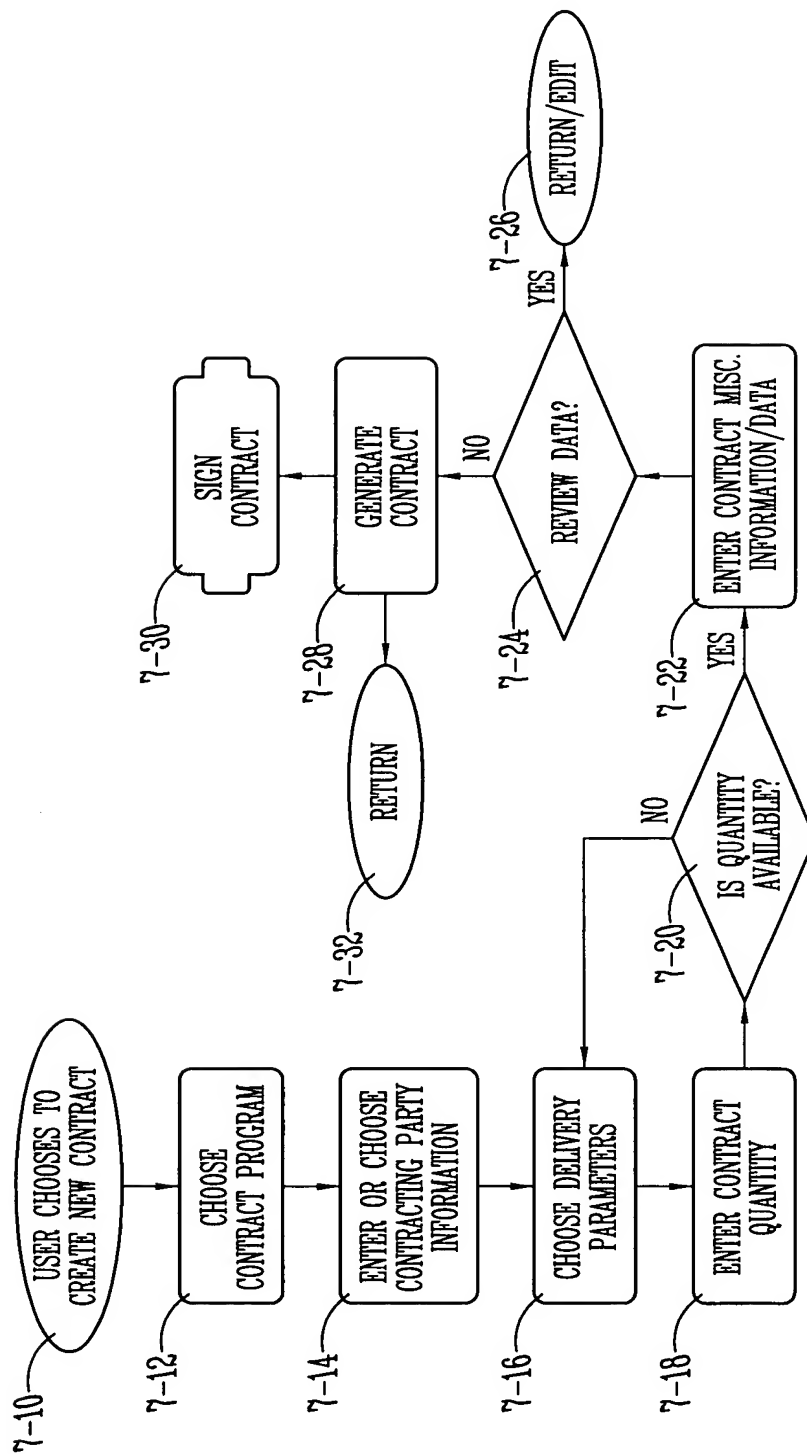 7-10
USER CHOOSES TO
CREATE NEW CONTRACT
7-12
CHOOSE
CONTRACT PROGRAM
7-14
ENTER OR CHOOSE
CONTRACTING PARTY
INFORMATION
7-16
CHOOSE DELIVERY
PARAMETERS
7-18
ENTER CONTRACT
QUANTITY
7-20
IS QUANTITY
AVAILABLE?
NO
YES
7-22
ENTER CONTRACT MISC.
INFORMATION/DATA
7-24
REVIEW DATA?
YES
NO
7-26
RETURN/EDIT
7-28
GENERATE
CONTRACT
7-30
SIGN
CONTRACT
7-32
RETURN